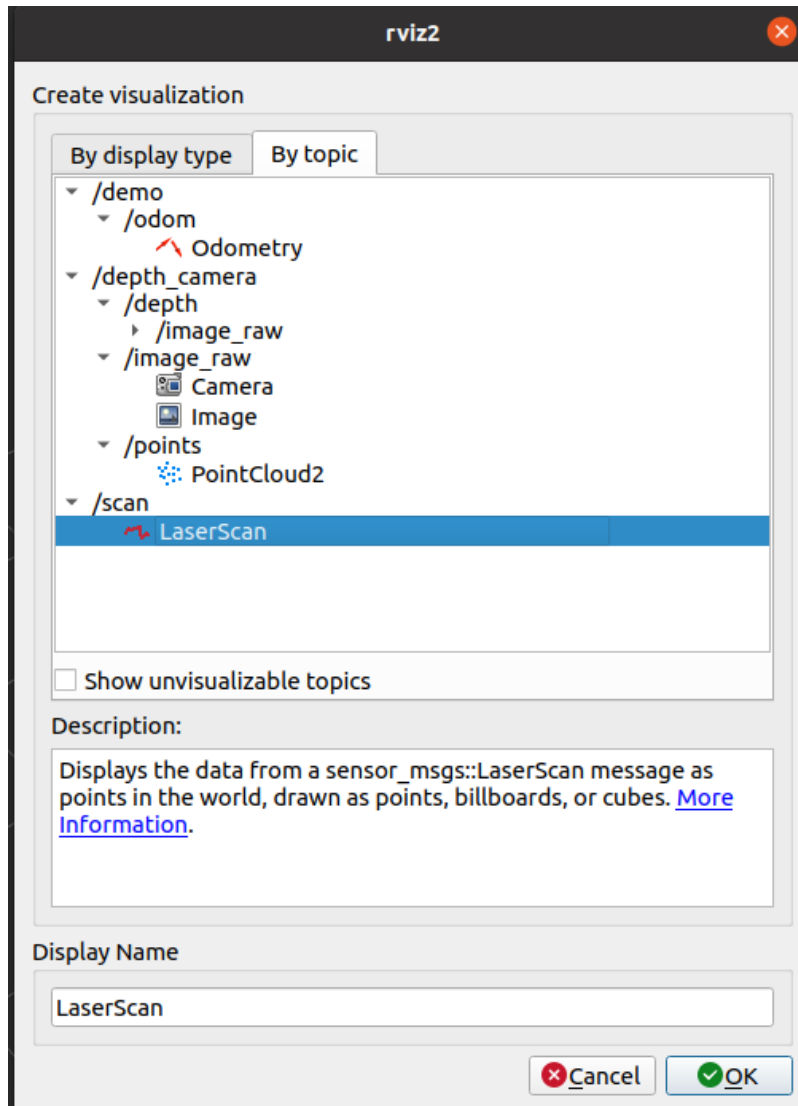 rviz2
Create visualization
By display type By topic
/demo
/odom
Odometry
/depth_camera
/depth
/image_raw
/image_raw
Camera
Image
/points
PointCloud2
/scan
LaserScan
Show unvisualizable topics
Description:
Displays the data from a sensor_msgs::LaserScan message as
points in the world, drawn as points, billboards, or cubes. More
Information.
Display Name
LaserScan
Cancel OK